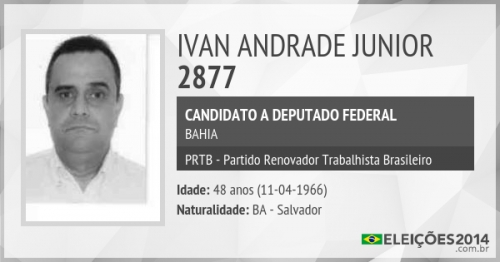 IVAN ANDRADE JUNIOR
2877
CANDIDATO A DEPUTADO FEDERAL
BAHIA
PRTB - Partido Renovador Trabalhista Brasileiro
Idade: 48 anos (11-04-1966)
Naturalidade: BA - Salvador
ELEIÇÕES2014
.com.br